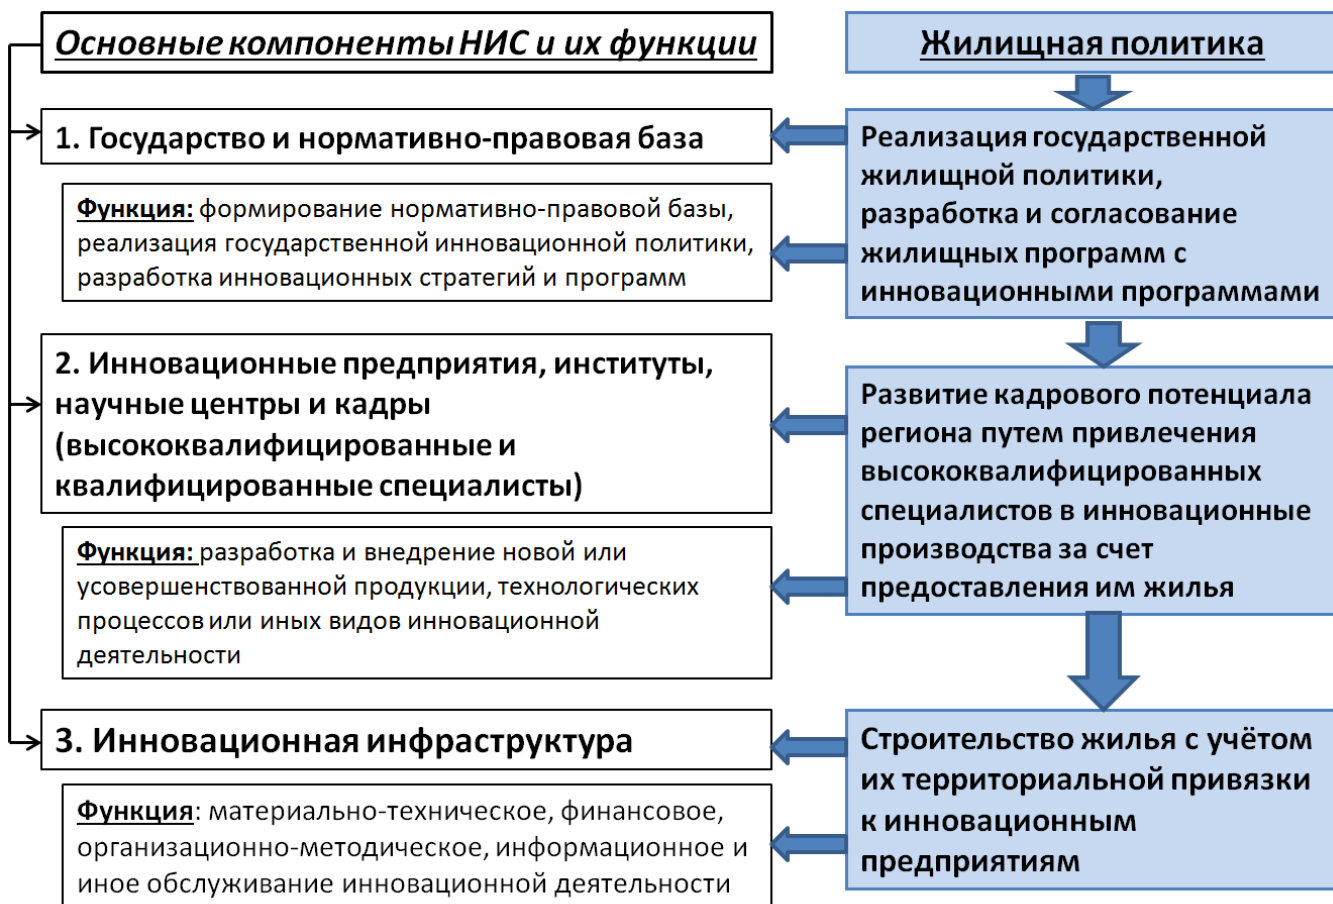 Основные компоненты НИС и их функции
Жилищная политика
1. Государство и нормативно-правовая база
Функция: формирование нормативно-правовой базы,
реализация государственной инновационной политики,
разработка инновационных стратегий и программ
Реализация государственной
жилищной политики,
разработка и согласование
жилищных программ с
инновационными программами
2. Инновационные предприятия, институты,
научные центры и кадры
(высококвалифицированные и
квалифицированные специалисты)
Функция: разработка и внедрение новой или
усовершенствованной продукции, технологических
процессов или иных видов инновационной
деятельности
Развитие кадрового потенциала
региона путем привлечения
высококвалифицированных
специалистов в инновационные
производства за счет
предоставления им жилья
3. Инновационная инфраструктура
Функция: материально-техническое, финансовое,
организационно-методическое, информационное и
иное обслуживание инновационной деятельности
Строительство жилья с учётом
их территориальной привязки
к инновационным
предприятиям